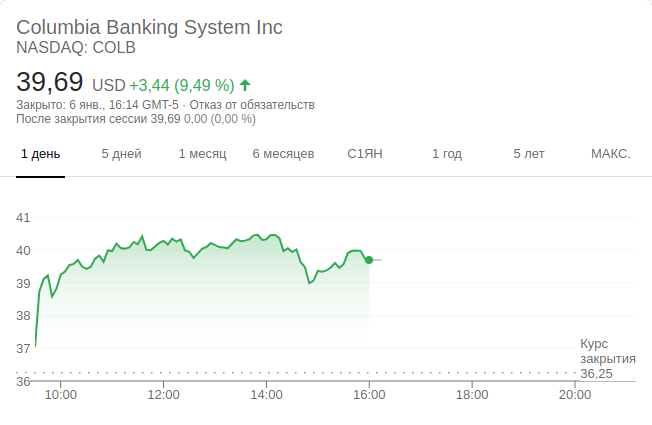 Columbia Banking System Inc
NASDAQ: COLB
39,69 USD +3,44 (9,49 %)
Закрыто: 6 янв., 16:14 GMT-5 · Отказ от обязательств
После закрытия сессии 39,69 0,00 (0,00 %)
1 день 5 дней 1 месяц 6 месяцев С1ЯН 1 год 5 лет МАКС.
41
40
39
38
37
Курс
закрытия
36,25
36
10:00 12:00 14:00 16:00 18:00 20:00